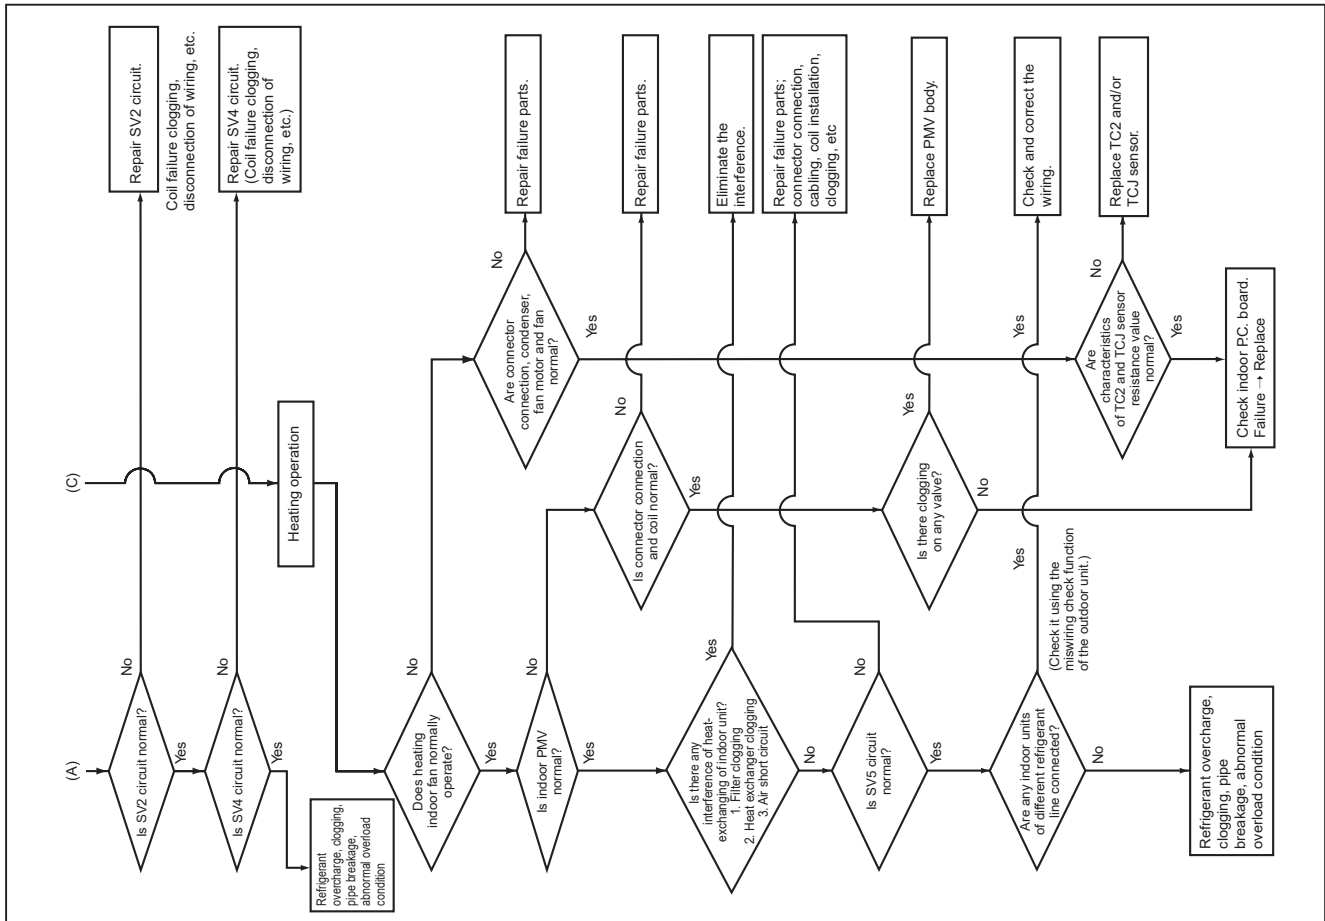 (A)
Is SV2 circuit normal?
No
Repair SV2 circuit.
Coil failure clogging,
disconnection of wiring, etc.
Yes
Is SV4 circuit normal?
No
Repair SV4 circuit.
(Coil failure clogging,
disconnection of
wiring, etc.)
Yes
Refrigerant
overcharge, clogging,
pipe breakage,
abnormal overload
condition
(C)
Heating operation
Does heating
indoor fan normally
operate?
No
Are connector
connection, condenser,
fan motor and fan
normal?
No
Repair failure parts.
Yes
Yes
Is indoor PMV
normal?
No
Is connector connection
and coil normal?
No
Repair failure parts.
Yes
Yes
Is there any
interference of heat-
exchanging of indoor unit?
1. Filter clogging
2. Heat exchanger clogging
3. Air short circuit
Yes
Eliminate the
interference.
No
Is SV5 circuit
normal?
No
Repair failure parts;
connector connection,
cabling, coil installation,
clogging, etc
Yes
Is there clogging
on any valve?
Yes
Replace PMV body.
No
Are any indoor units
of different refrigerant
line connected?
Yes
Yes
(Check it using the
miswiring check function
of the outdoor unit.)
Check and correct the
wiring.
No
Are
characteristics
of TC2 and TCJ sensor
resistance value
normal?
No
Replace TC2 and/or
TCJ sensor.
Yes
Refrigerant overcharge,
clogging, pipe
breakage, abnormal
overload condition
Check indoor P.C. board.
Failure → Replace